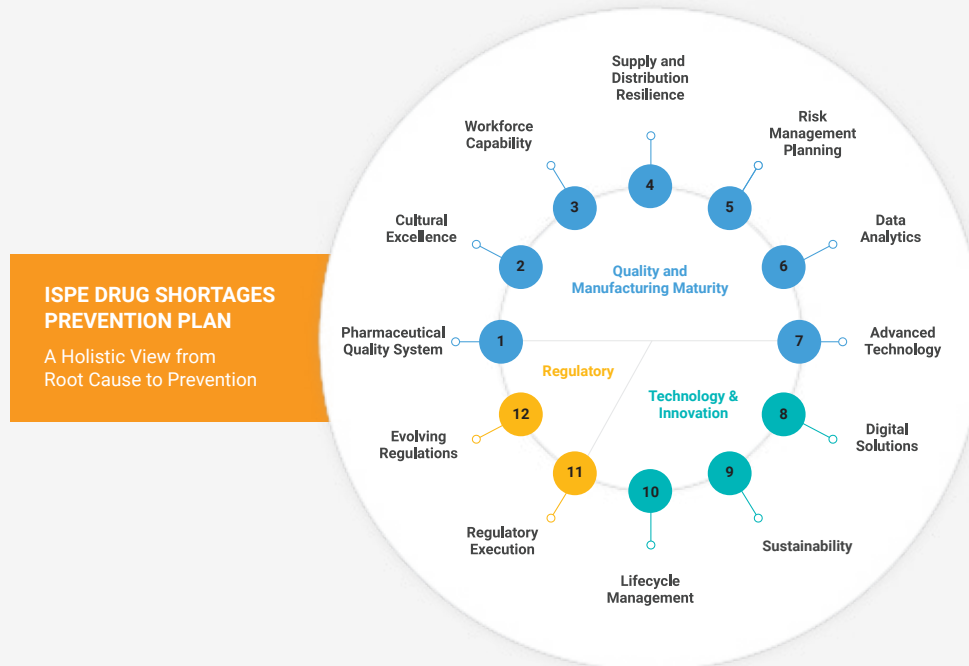 ISPE DRUG SHORTAGES
PREVENTION PLAN
A Holistic View from
Root Cause to Prevention
Quality and
Manufacturing Maturity
Regulatory
Technology &
Innovation
1
Pharmaceutical
Quality System
2
Cultural
Excellence
3
Workforce
Capability
4
Supply and
Distribution
Resilience
5
Risk
Management
Planning
6
Data
Analytics
7
Advanced
Technology
8
Digital
Solutions
9
Sustainability
10
Lifecycle
Management
11
Regulatory
Execution
12
Evolving
Regulations